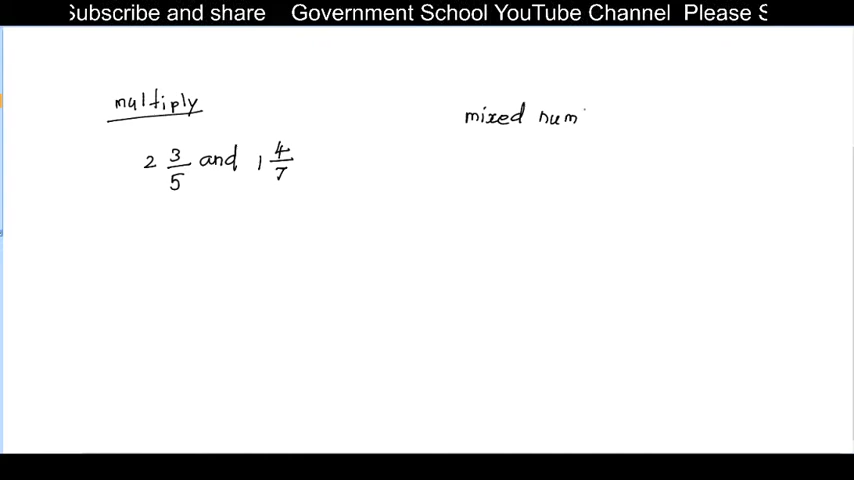 Subscribe and share    Government School YouTube Channel  Please S
multiply
mixed num
2 3/5 and 1 4/7